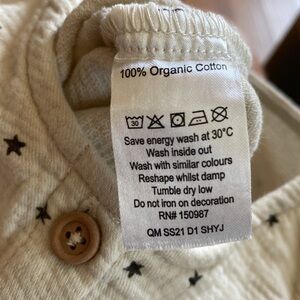 100% Organic Cotton
30
Save energy wash at 30°C
Wash inside out
Wash with similar colours
Reshape whilst damp
Tumble dry low
Do not iron on decoration
RN# 150987
QM SS21 D1 SHYJ